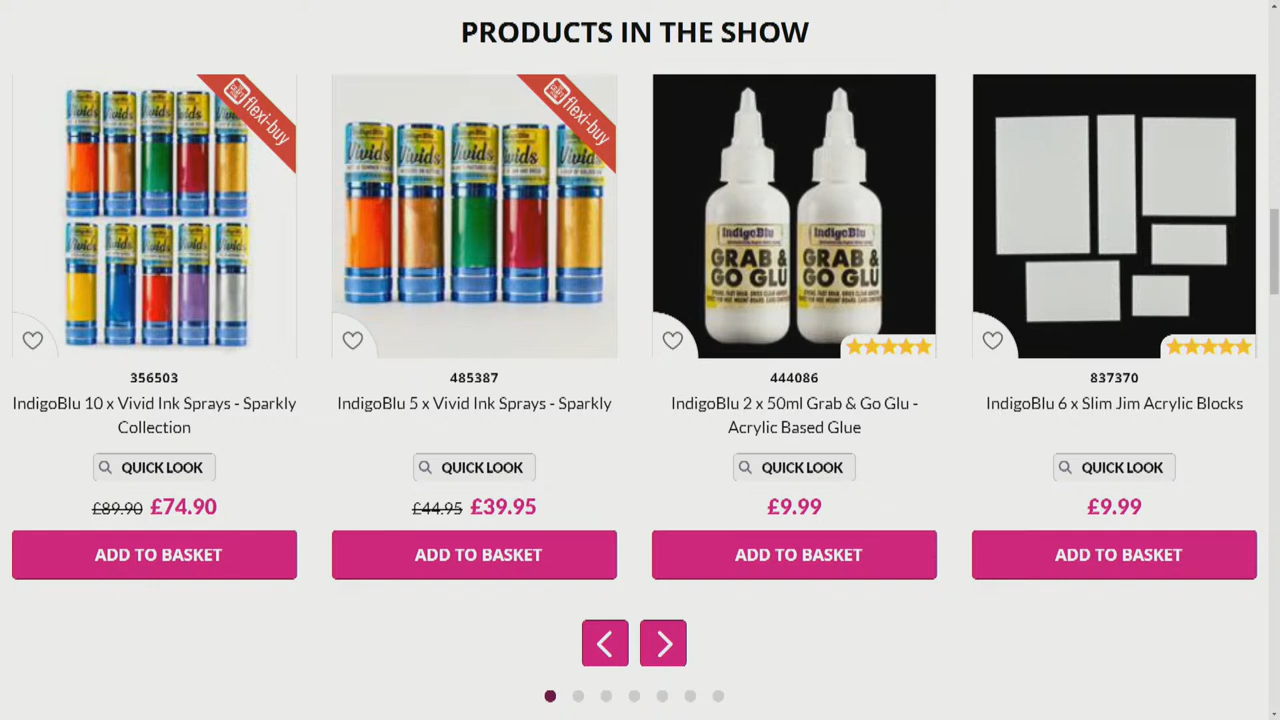 PRODUCTS IN THE SHOW
flexi-buy
flexi-buy
Vivids
Vivids
Vivids
Vivids
IndigoBlu
GRAB &
GO GLU
IndigoBlu
GRAB &
GO GLU
356503
IndigoBlu 10 x Vivid Ink Sprays - Sparkly
Collection
QUICK LOOK
£89.90 £74.90
ADD TO BASKET
485387
IndigoBlu 5 x Vivid Ink Sprays - Sparkly
QUICK LOOK
£44.95 £39.95
ADD TO BASKET
444086
IndigoBlu 2 x 50ml Grab & Go Glu -
Acrylic Based Glue
QUICK LOOK
£9.99
ADD TO BASKET
837370
IndigoBlu 6 x Slim Jim Acrylic Blocks
QUICK LOOK
£9.99
ADD TO BASKET